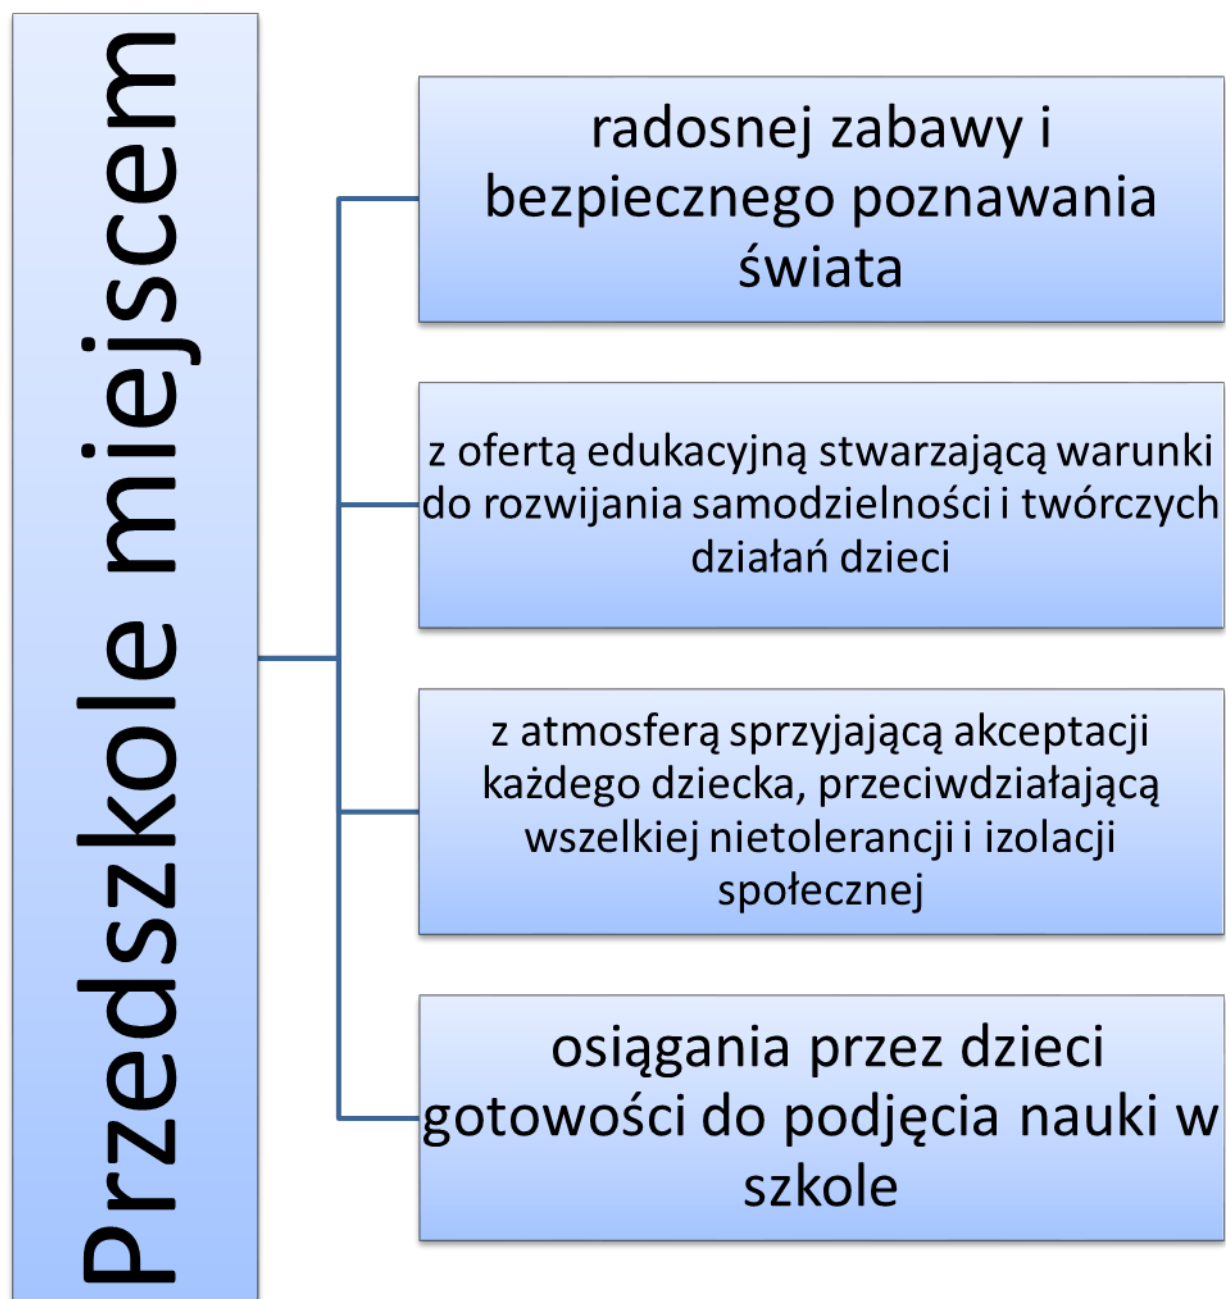 Przedszkole miejscem
radosnej zabawy i
bezpiecznego poznawania
świata
z ofertą edukacyjną stwarzającą warunki
do rozwijania samodzielności i twórczych
działań dzieci
z atmosferą sprzyjającą akceptacji
każdego dziecka, przeciwdziałającą
wszelkiej nietolerancji i izolacji
społecznej
osiągania przez dzieci
gotowości do podjęcia nauki w
szkole